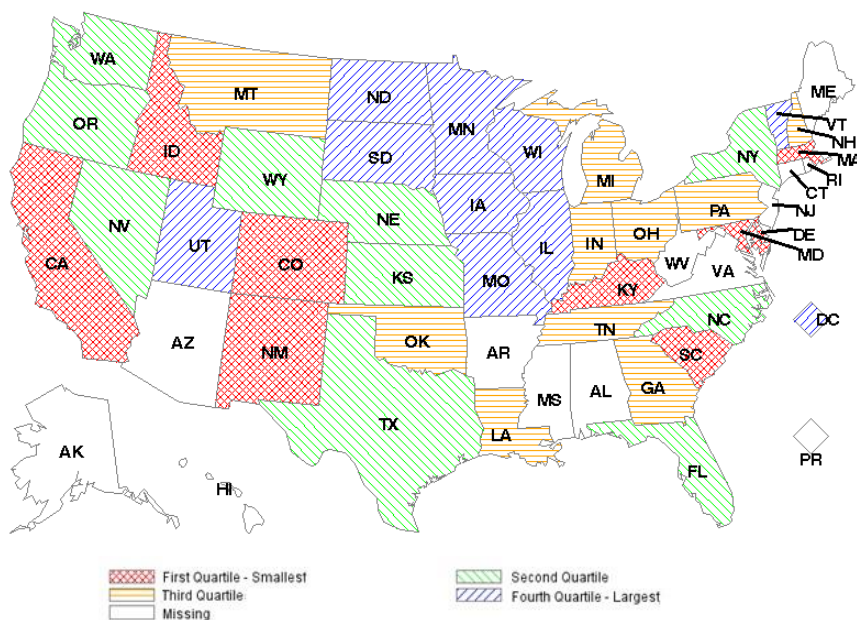 WA
ME
MT
ND
VT
MN
OR
NH
ID
WI
NY
MA
SD
RI
WY
MI
CT
IA
PA
NE
NJ
NV
OH
DE
IN
UT
IL
MD
CO
WV
CA
VA
KS
MO
KY
NC
DC
TN
OK
AZ
NM
AR
SC
MS
AL
GA
TX
LA
AK
PR
FL
HI
First Quartile - Smallest
Second Quartile
Third Quartile
Fourth Quartile - Largest
Missing